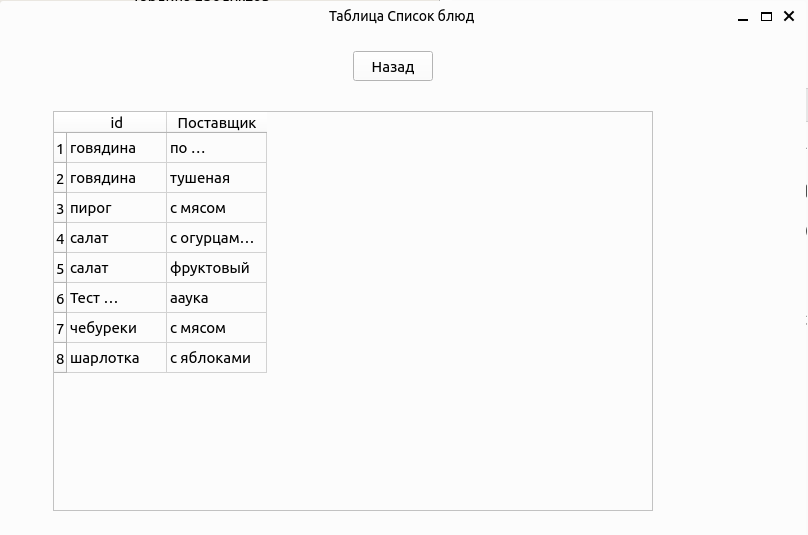 Таблица Список блюд
Назад
id Поставщик
1 говядина по ...
2 говядина тушеная
3 пирог с мясом
4 салат с огурцам...
5 салат фруктовый
6 Тест ... ааука
7 чебуреки с мясом
8 шарлотка с яблоками